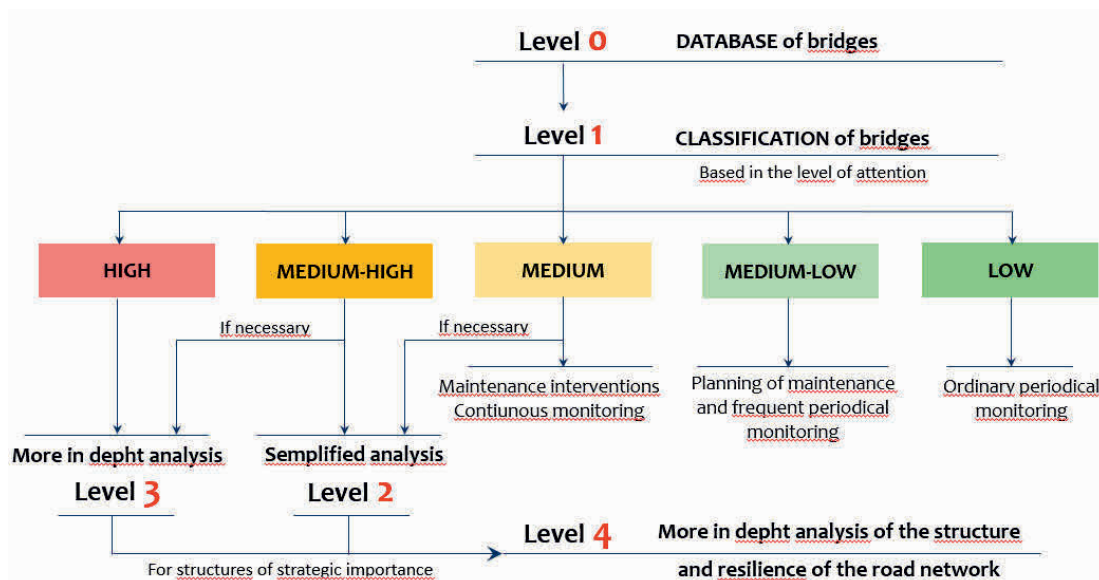 Level 0 DATABASE of bridges
Level 1 CLASSIFICATION of bridges
Based in the level of attention
HIGH
MEDIUM-HIGH
MEDIUM
MEDIUM-LOW
LOW
If necessary
If necessary
Maintenance interventions
Contiunous monitoring
Planning of maintenance
and frequent periodical
monitoring
Ordinary periodical
monitoring
More in depht analysis
Level 3
Semplified analysis
Level 2
Level 4
More in depht analysis of the structure
and resilience of the road network
For structures of strategic importance